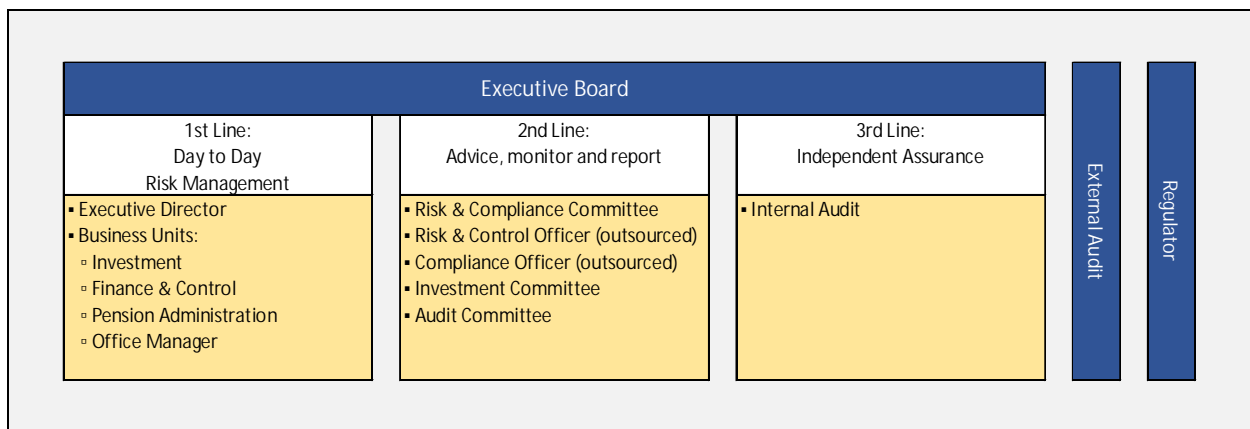 Executive Board
1st Line:
Day to Day
Risk Management
▪ Executive Director
▪ Business Units:
▫ Investment
▫ Finance & Control
▫ Pension Administration
▫ Office Manager
2nd Line:
Advice, monitor and report
▪ Risk & Compliance Committee
▪ Risk & Control Officer (outsourced)
▪ Compliance Officer (outsourced)
▪ Investment Committee
▪ Audit Committee
3rd Line:
Independent Assurance
▪ Internal Audit
External Audit
Regulator